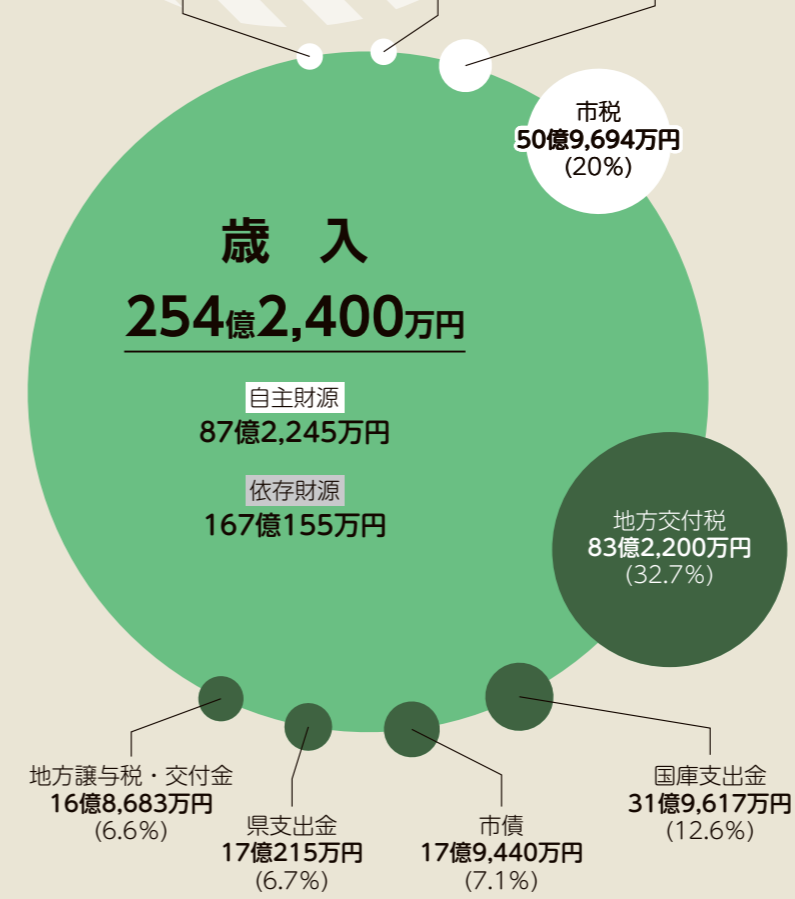 市税
50億9,694万円
(20%)
歳 入
254億2,400万円
自主財源
87億2,245万円
依存財源
167億155万円
地方交付税
83億2,200万円
(32.7%)
地方譲与税・交付金
16億8,683万円
(6.6%)
県支出金
17億215万円
(6.7%)
市債
17億9,440万円
(7.1%)
国庫支出金
31億9,617万円
(12.6%)